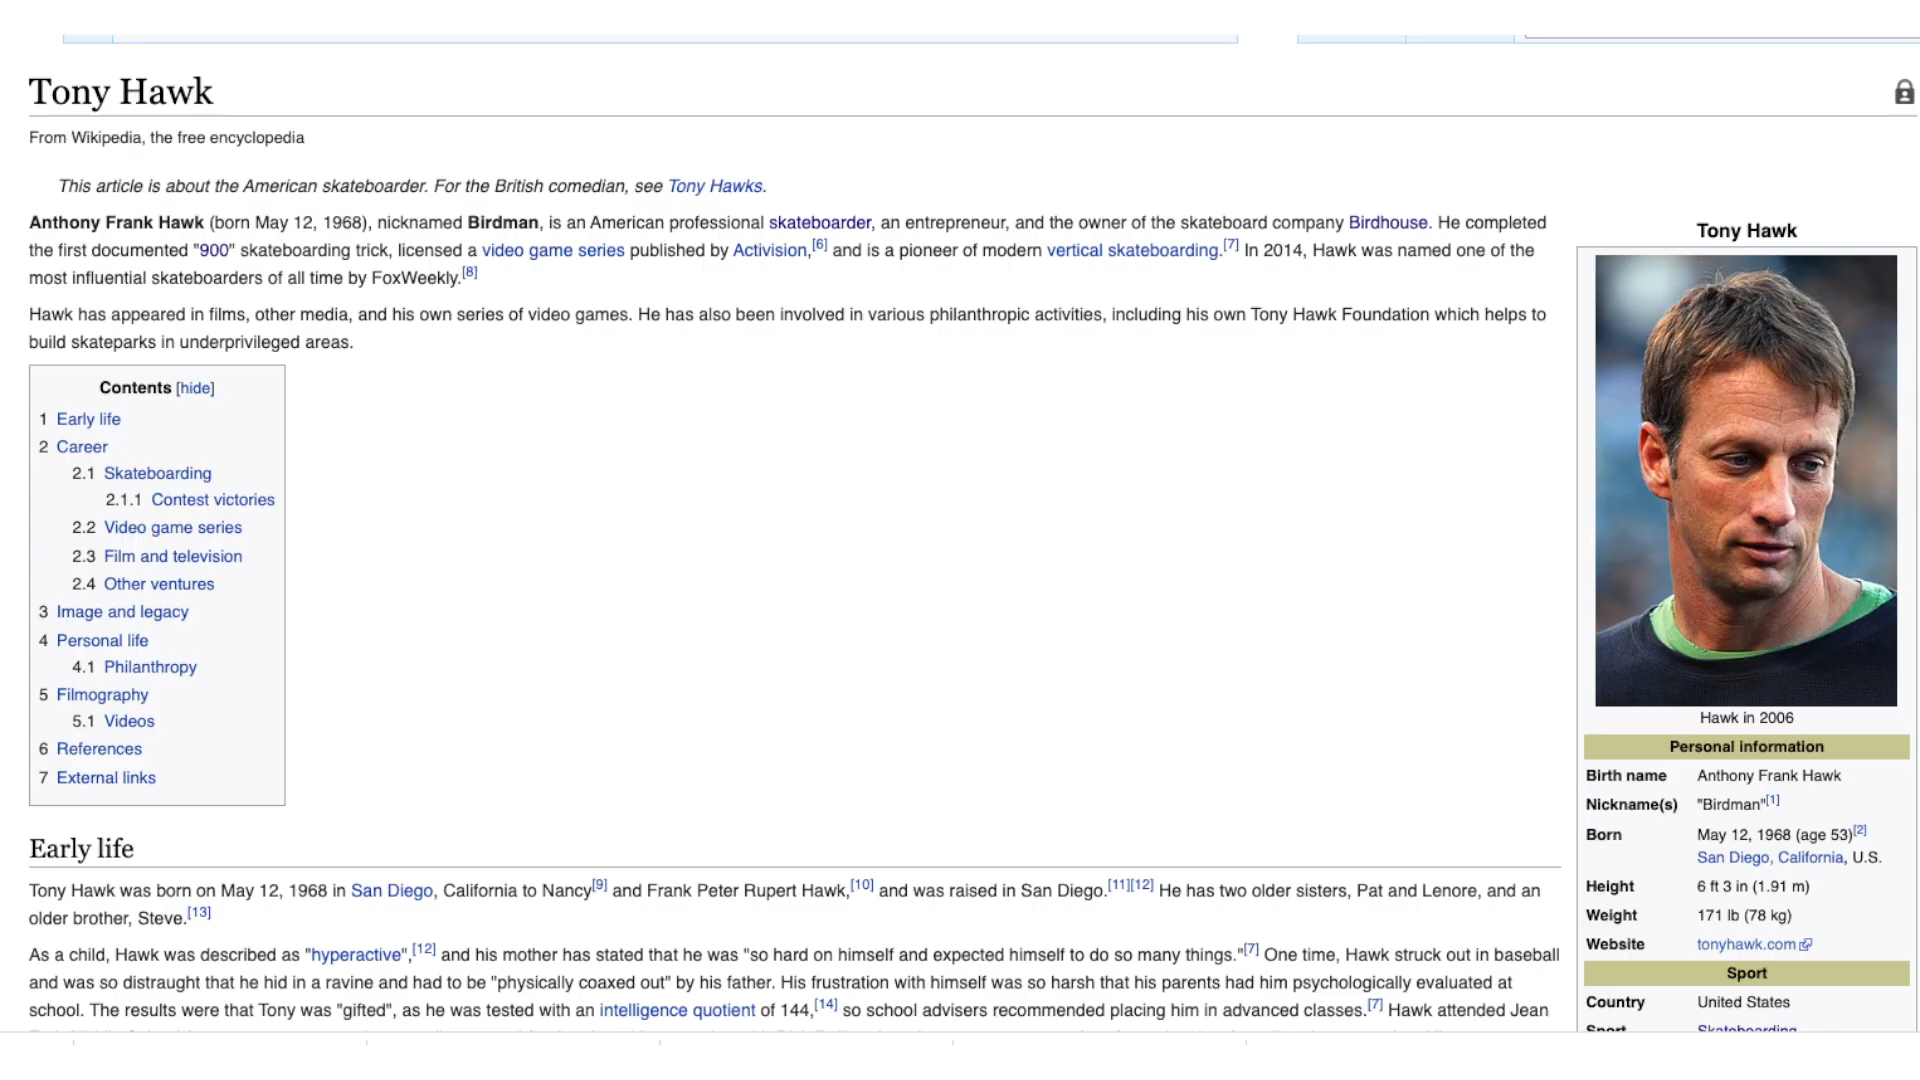 Tony Hawk
From Wikipedia, the free encyclopedia
This article is about the American skateboarder. For the British comedian, see Tony Hawks.
Anthony Frank Hawk (born May 12, 1968), nicknamed Birdman, is an American professional skateboarder, an entrepreneur, and the owner of the skateboard company Birdhouse. He completed
the first documented "900" skateboarding trick, licensed a video game series published by Activision,[6] and is a pioneer of modern vertical skateboarding.[7] In 2014, Hawk was named one of the
most influential skateboarders of all time by FoxWeekly.[8]
Hawk has appeared in films, other media, and his own series of video games. He has also been involved in various philanthropic activities, including his own Tony Hawk Foundation which helps to
build skateparks in underprivileged areas.
Contents [hide]
1 Early life
2 Career
2.1 Skateboarding
2.1.1 Contest victories
2.2 Video game series
2.3 Film and television
2.4 Other ventures
3 Image and legacy
4 Personal life
4.1 Philanthropy
5 Filmography
5.1 Videos
6 References
7 External links
Early life
Tony Hawk was born on May 12, 1968 in San Diego, California to Nancy[9] and Frank Peter Rupert Hawk,[10] and was raised in San Diego.[11][12] He has two older sisters, Pat and Lenore, and an
older brother, Steve.[13]
As a child, Hawk was described as "hyperactive",[12] and his mother has stated that he was "so hard on himself and expected himself to do so many things."[7] One time, Hawk struck out in baseball
and was so distraught that he hid in a ravine and had to be "physically coaxed out" by his father. His frustration with himself was so harsh that his parents had him psychologically evaluated at
school. The results were that Tony was "gifted", as he was tested with an intelligence quotient of 144,[14] so school advisers recommended placing him in advanced classes.[7] Hawk attended Jean
Tony Hawk
Hawk in 2006
Personal information
Birth name Anthony Frank Hawk
Nickname(s) "Birdman"[1]
Born May 12, 1968 (age 53)[2]
San Diego, California, U.S.
Height 6 ft 3 in (1.91 m)
Weight 171 lb (78 kg)
Website tonyhawk.com
Sport
Country United States
Sport Skateboarding